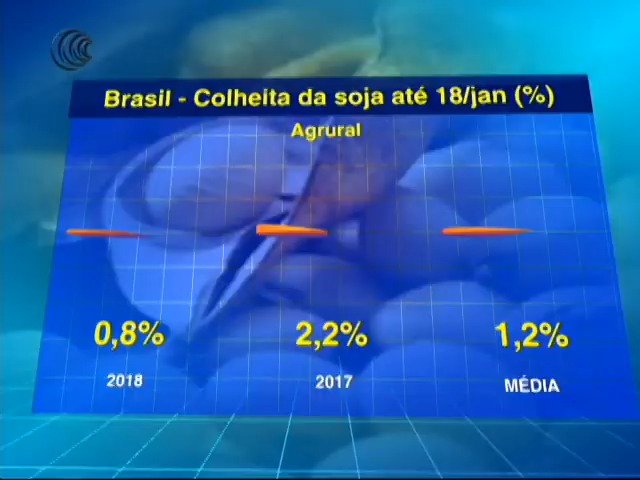 Brasil - Colheita da soja até 18/jan (%)
Agrural
0,8% 2,2% 1,2%
2018 2017 MÉDIA